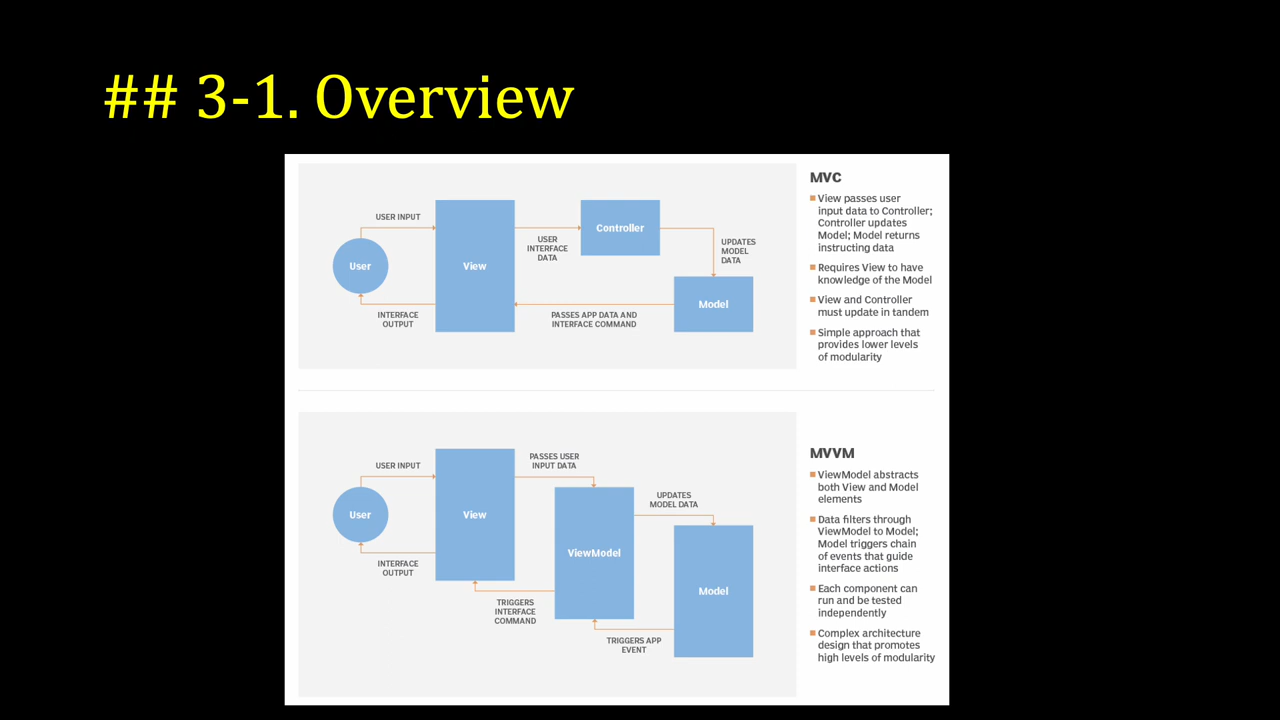 ## 3-1. Overview
USER INPUT
User
View
USER
INTERFACE
DATA
Controller
UPDATES
MODEL
DATA
Model
INTERFACE
OUTPUT
PASSES APP DATA AND
INTERFACE COMMAND
MVC
View passes user
input data to Controller;
Controller updates
Model; Model returns
instructing data
Requires View to have
knowledge of the Model
View and Controller
must update in tandem
Simple approach that
provides lower levels
of modularity
USER INPUT
User
View
PASSES USER
INPUT DATA
ViewModel
UPDATES
MODEL DATA
Model
INTERFACE
OUTPUT
TRIGGERS
INTERFACE
COMMAND
TRIGGERS APP
EVENT
MVVM
ViewModel abstracts
both View and Model
elements
Data filters through
ViewModel to Model;
Model triggers chain
of events that guide
interface actions
Each component can
run and be tested
independently
Complex architecture
design that promotes
high levels of modularity